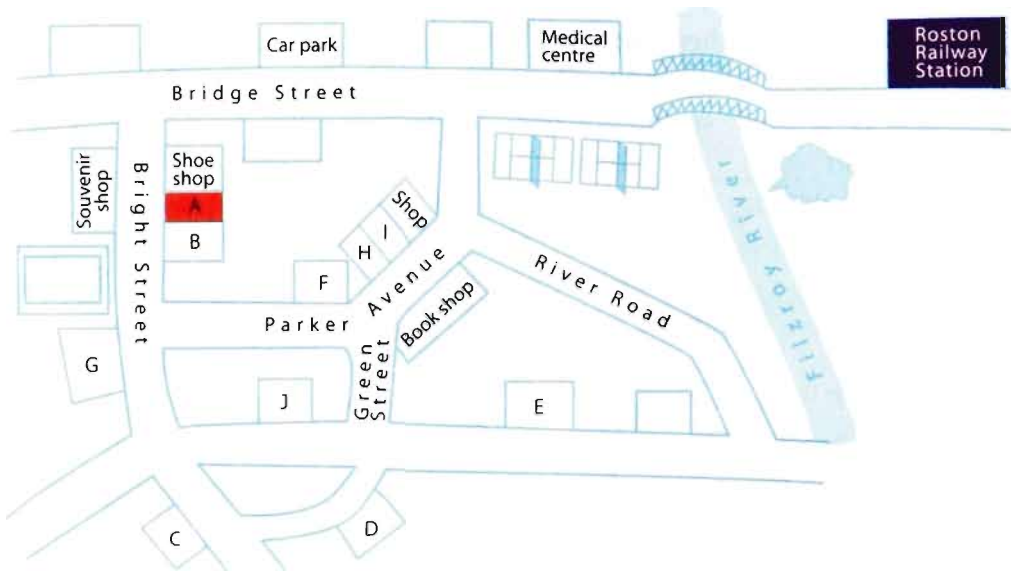 Car park
Medical
centre
Roston
Railway
Station
Bridge Street
Souvenir
shop
Bright Street
Shoe
shop
A
B
Shop
I
H
F
Parker Avenue
Book shop
River Road
Fitzroy River
G
J
Green
Street
E
C
D